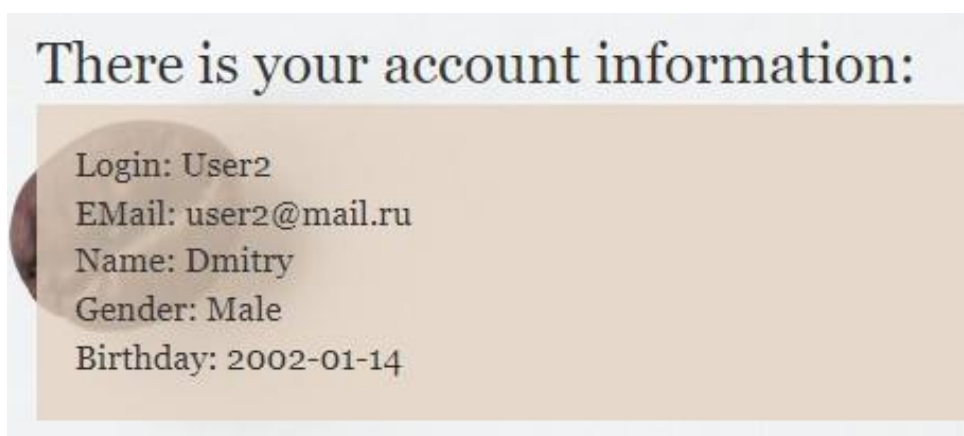 There is your account information:
Login: User2
EMail: user2@mail.ru
Name: Dmitry
Gender: Male
Birthday: 2002-01-14